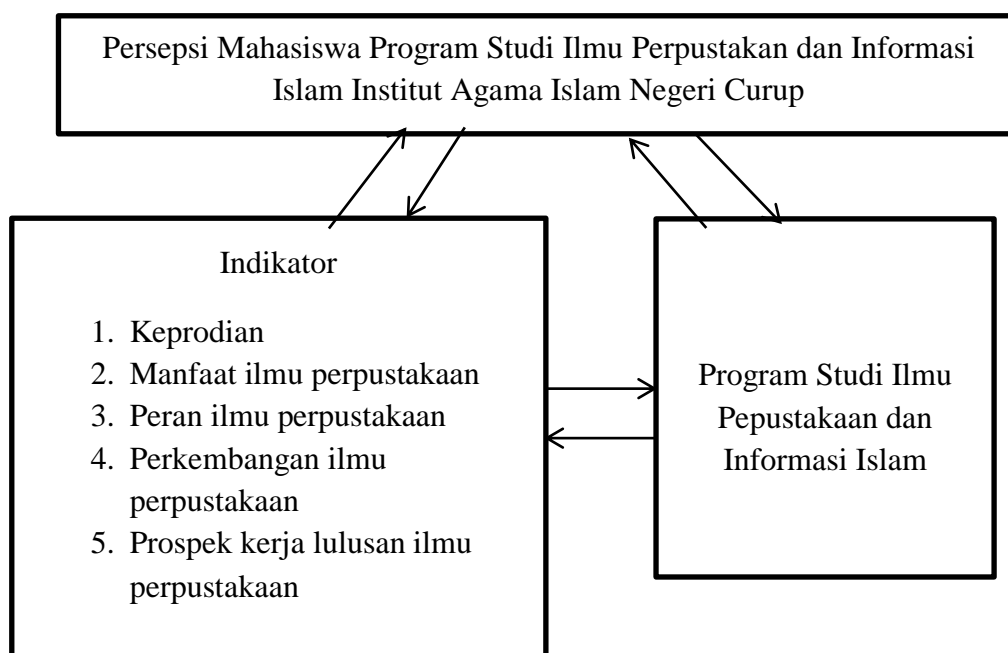 Persepsi Mahasiswa Program Studi Ilmu Perpustakan dan Informasi
Islam Institut Agama Islam Negeri Curup
Indikator
1. Keprodian
2. Manfaat ilmu perpustakaan
3. Peran ilmu perpustakaan
4. Perkembangan ilmu
perpustakaan
5. Prospek kerja lulusan ilmu
perpustakaan
Program Studi Ilmu
Pepustakaan dan
Informasi Islam